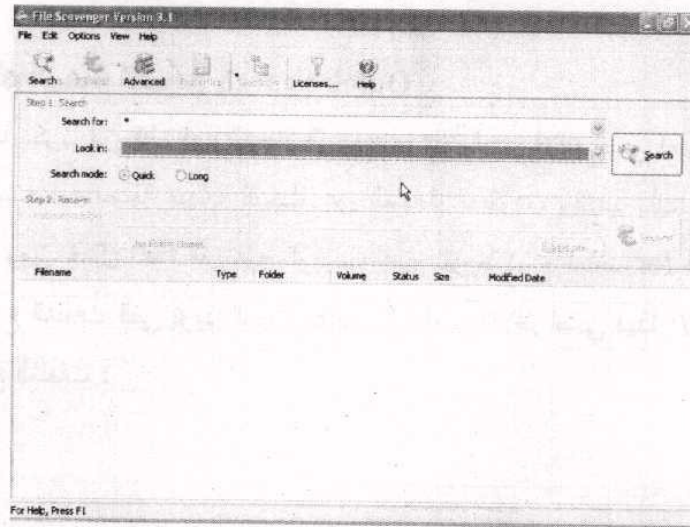 File Scavenger Version 3.1
File Edit Options View Help
Search Advanced Licenses... Help
Step 1: Search
Search for: *
Look in:
Search mode: Quick Long
Search
Step 2: Recover
Filename Type Folder Volume Status Size Modified Date
For Help, Press F1